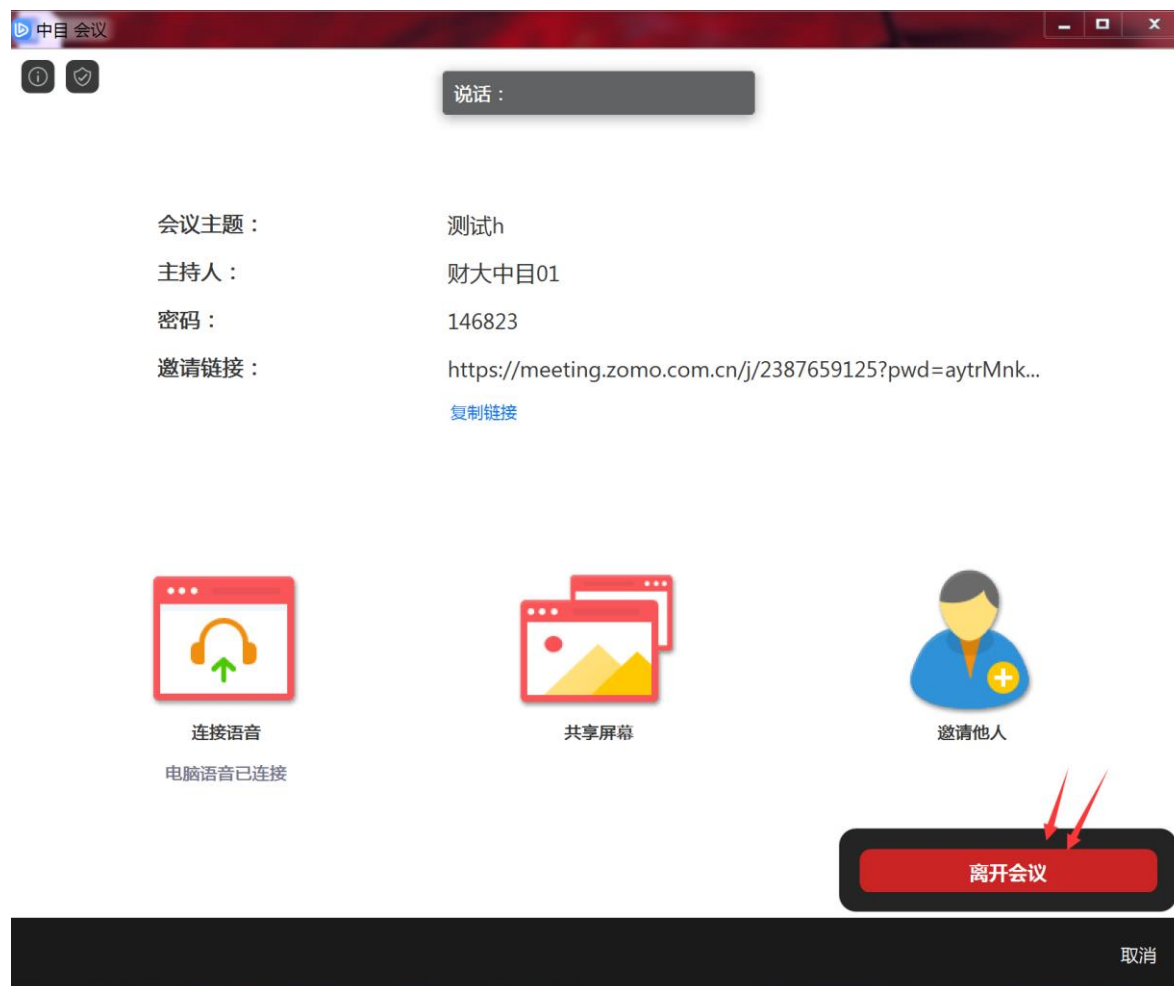 中目 会议
说话：
会议主题： 测试h
主持人： 财大中目01
密码： 146823
邀请链接： https://meeting.zomo.com.cn/j/2387659125?pwd=aytrMnk...
复制链接
连接语音 共享屏幕 邀请他人
电脑语音已连接
离开会议
取消